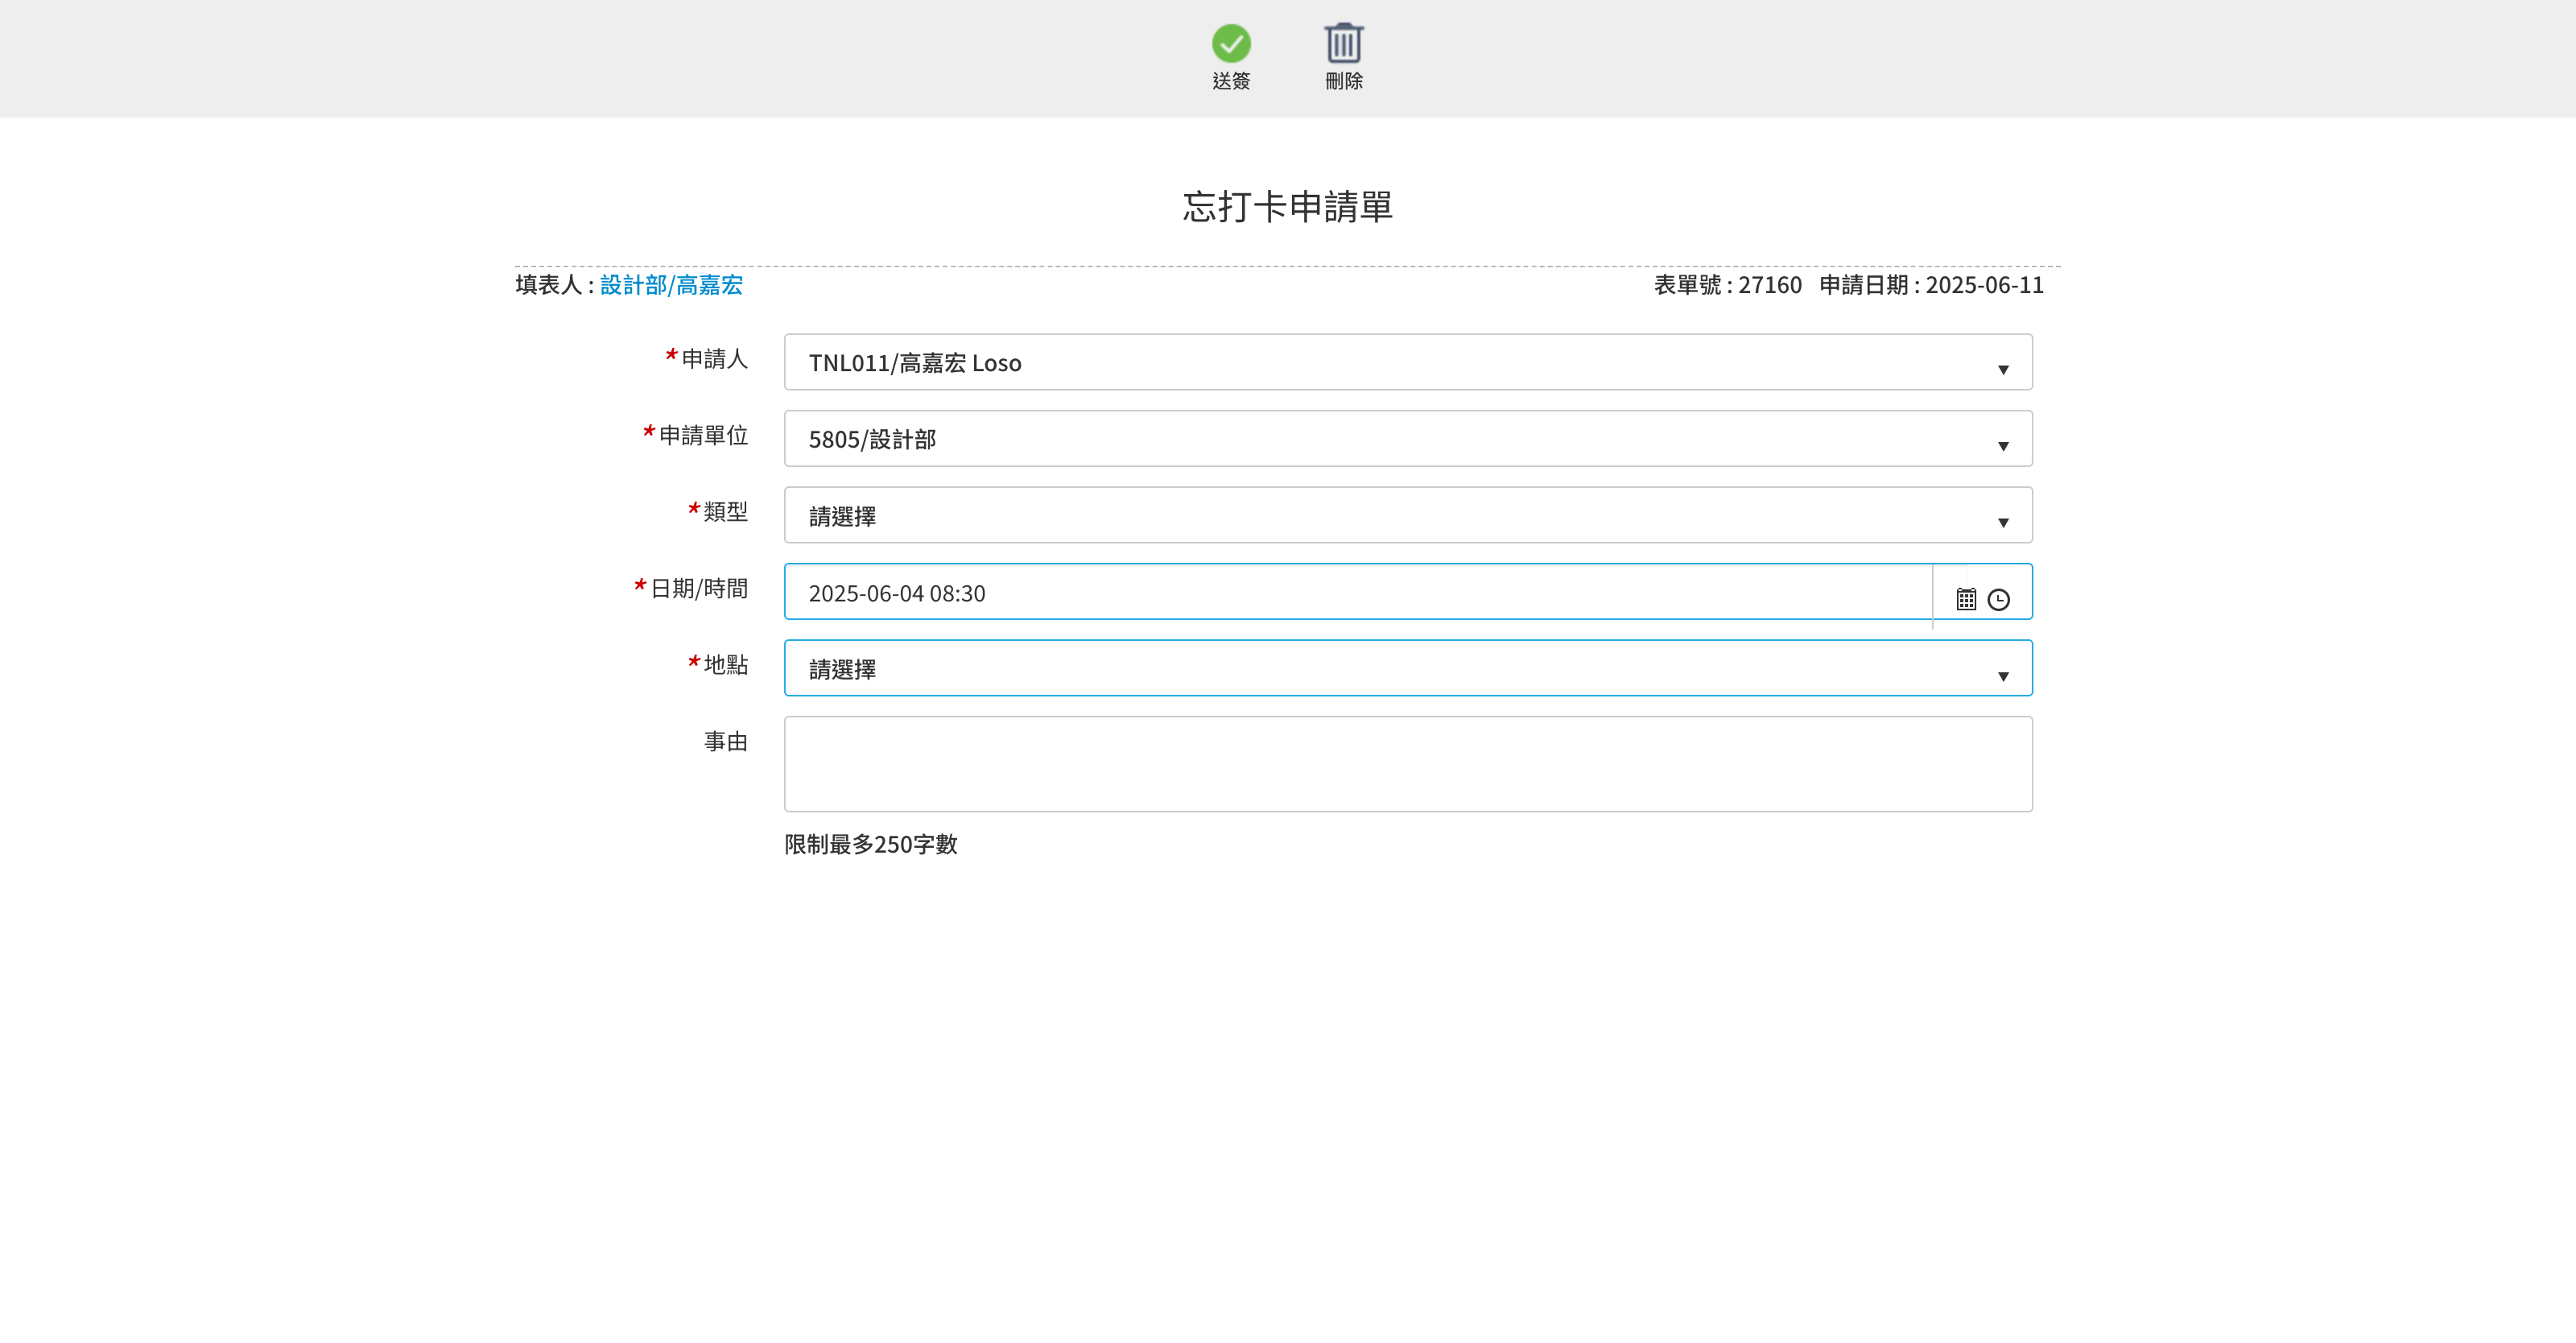 送簽 刪除
忘打卡申請單
填表人 : 設計部/高嘉宏 表單號 : 27160 申請日期 : 2025-06-11
*申請人 TNL011/高嘉宏 Loso
*申請單位 5805/設計部
*類型 請選擇
*日期/時間 2025-06-04 08:30
*地點 請選擇
事由
限制最多250字數